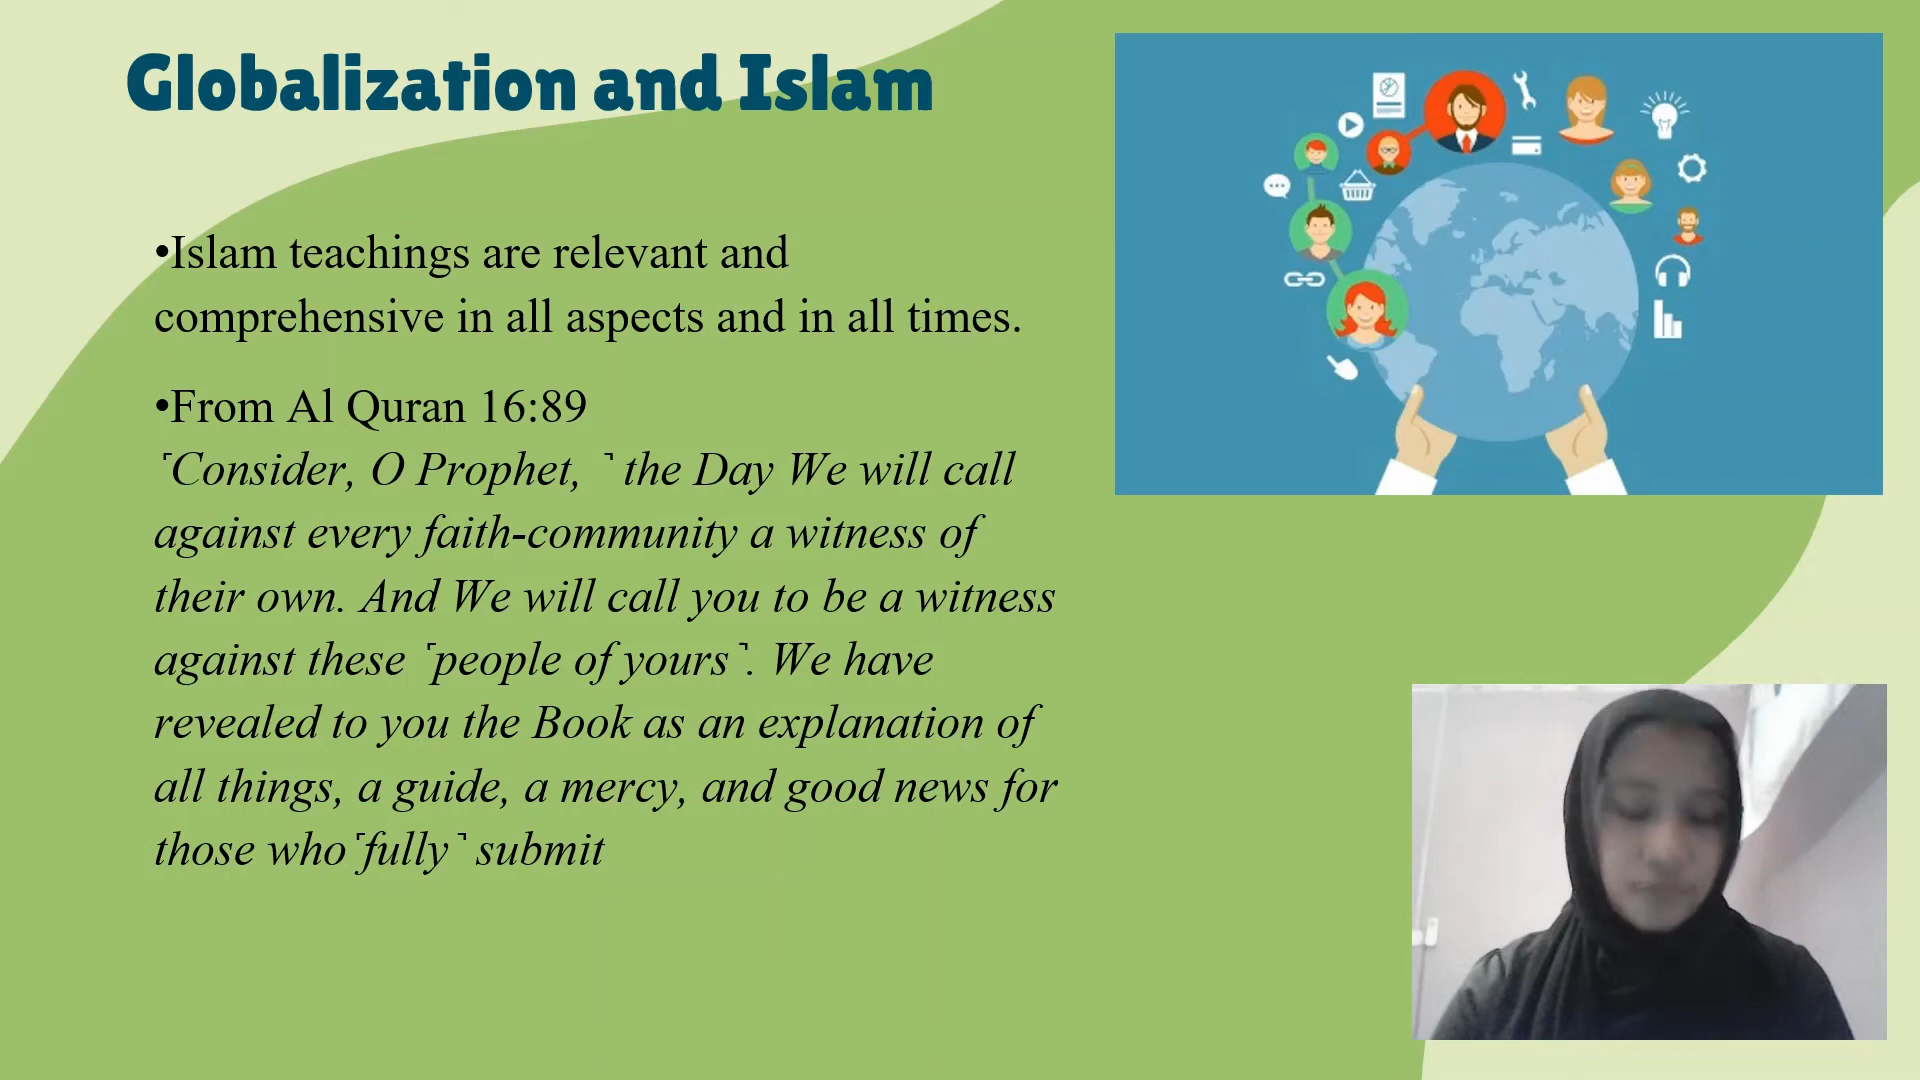 Globalization and Islam
•Islam teachings are relevant and
comprehensive in all aspects and in all times.
•From Al Quran 16:89
˹Consider, O Prophet, ˺ the Day We will call
against every faith-community a witness of
their own. And We will call you to be a witness
against these ˹people of yours˺. We have
revealed to you the Book as an explanation of
all things, a guide, a mercy, and good news for
those who ˹fully˺ submit